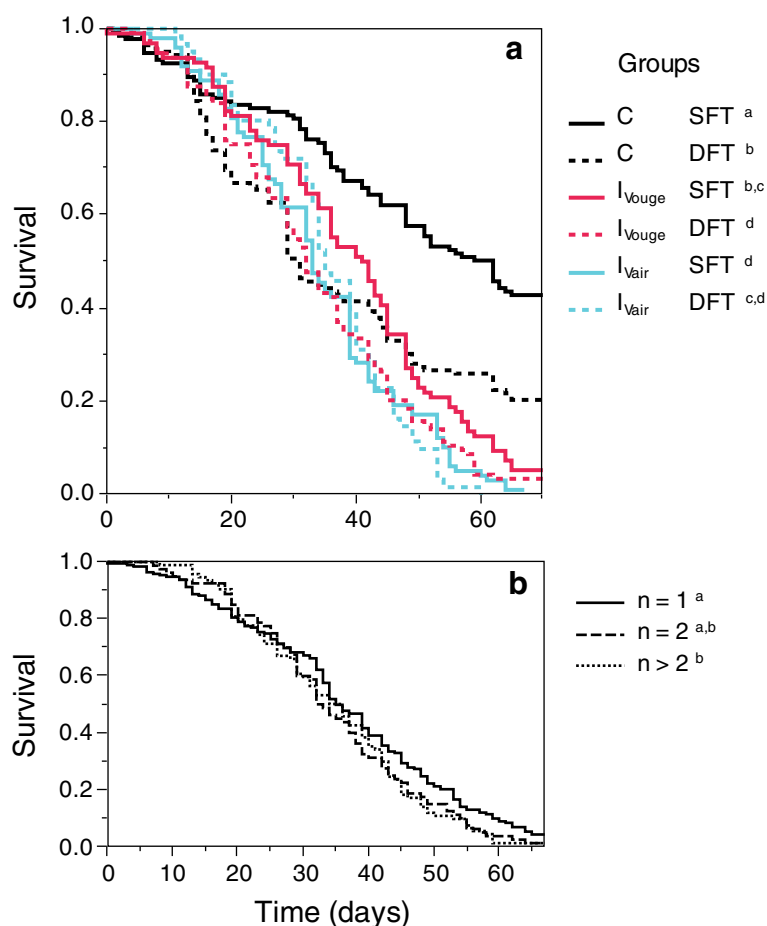 a
Groups
C SFT a
C DFT b
IVouge SFT b,c
IVouge DFT d
IVair SFT d
IVair DFT c,d
Survival
1.0
0.8
0.6
0.4
0.2
0.0
0 20 40 60
b
n = 1 a
n = 2 a,b
n > 2 b
Survival
1.0
0.8
0.6
0.4
0.2
0.0
0 10 20 30 40 50 60
Time (days)